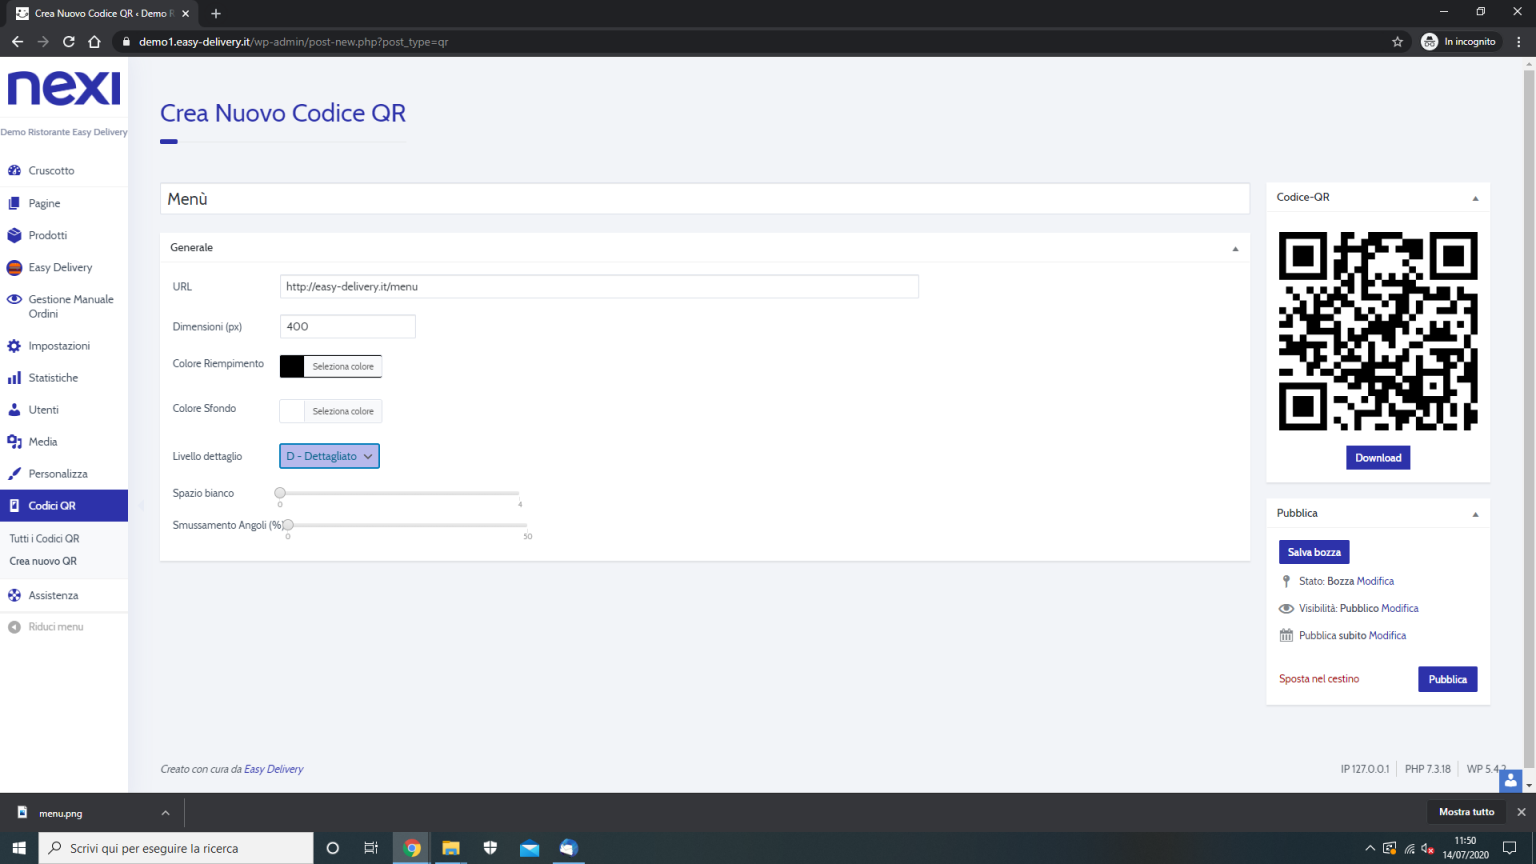 Crea Nuovo Codice QR ‹ Demo R
demo1.easy-delivery.it/wp-admin/post-new.php?post_type=qr
In incognito
nexi
Demo Ristorante Easy Delivery
Cruscotto
Pagine
Prodotti
Easy Delivery
Gestione Manuale
Ordini
Impostazioni
Statistiche
Utenti
Media
Personalizza
Codici QR
Tutti i Codici QR
Crea nuovo QR
Assistenza
Riduci menu
Crea Nuovo Codice QR
Menù
Generale
URL
http://easy-delivery.it/menu
Dimensioni (px)
400
Colore Riempimento
Seleziona colore
Colore Sfondo
Seleziona colore
Livello dettaglio
D - Dettagliato
Spazio bianco
0
4
Smussamento Angoli (%)
0
50
Codice-QR
Download
Pubblica
Salva bozza
Stato: Bozza Modifica
Visibilità: Pubblico Modifica
Pubblica subito Modifica
Sposta nel cestino
Pubblica
Creato con cura da Easy Delivery
IP 127.0.0.1
PHP 7.3.18
WP 5.4.2
menu.png
Mostra tutto
Scrivi qui per eseguire la ricerca
11:50
14/07/2020